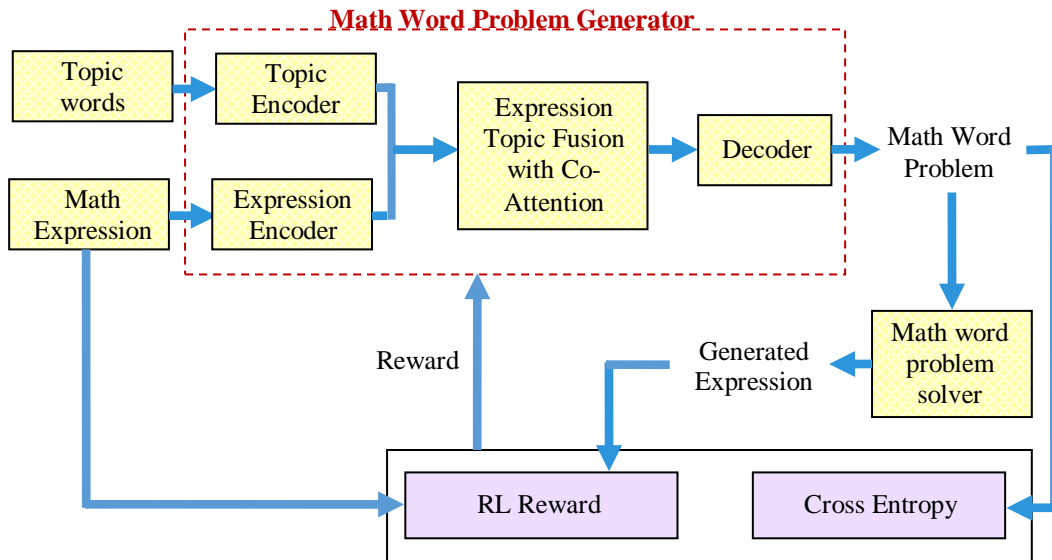 Math Word Problem Generator
Topic
words
Topic
Encoder
Expression
Topic Fusion
with Co-
Attention
Decoder
Math Word
Problem
Math
Expression
Expression
Encoder
Reward
Generated
Expression
Math word
problem
solver
RL Reward
Cross Entropy